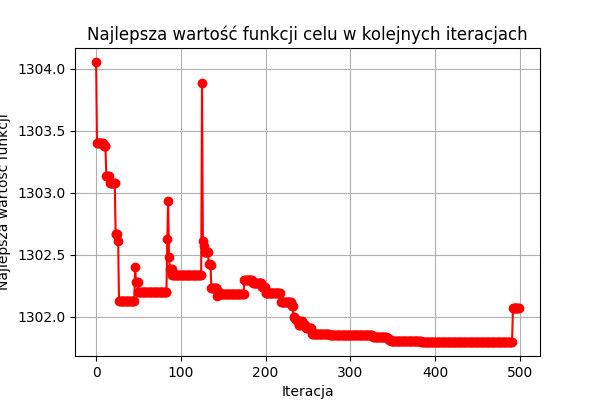 Najlepsza wartość funkcji celu w kolejnych iteracjach
Najlepsza wartość funkcji
1304.0
1303.5
1303.0
1302.5
1302.0
0 100 200 300 400 500
Iteracja